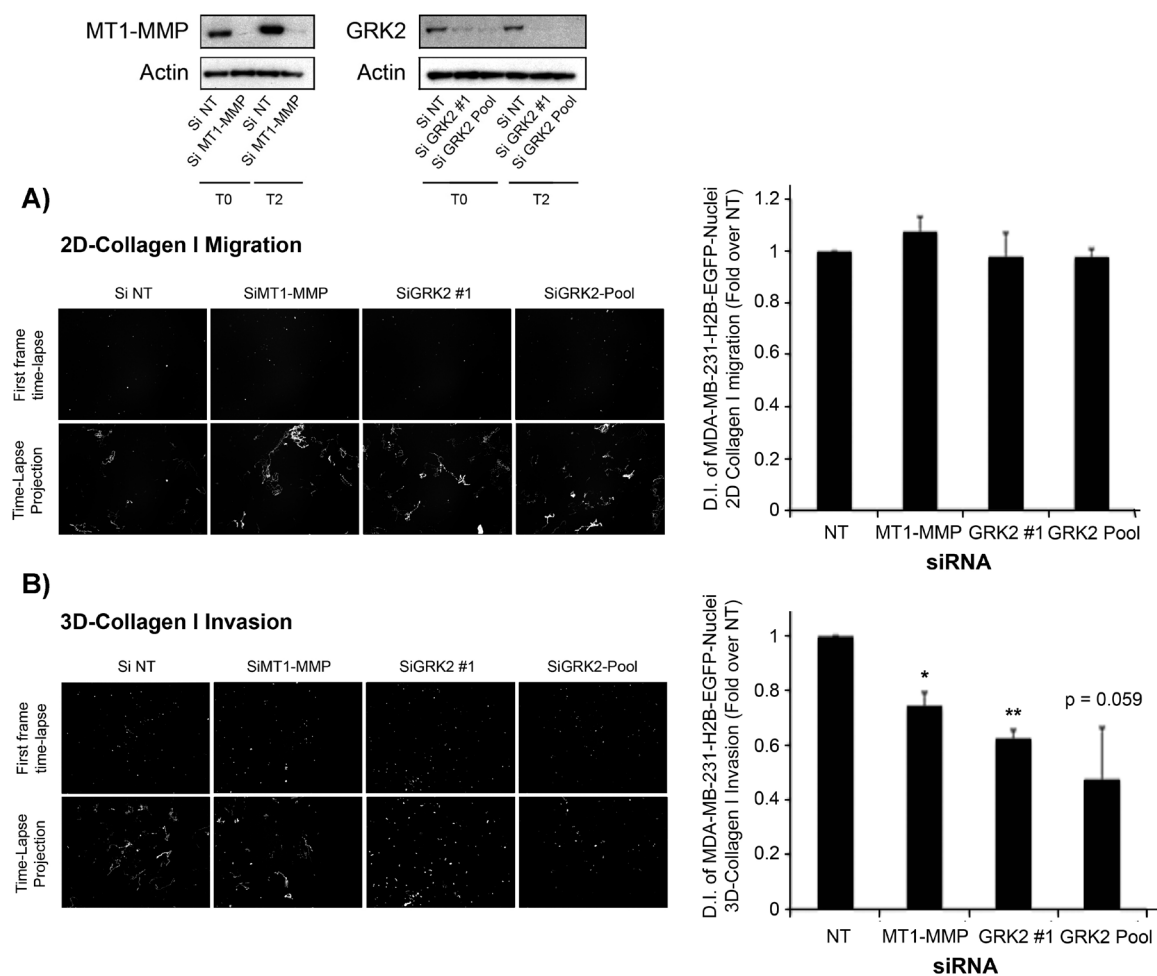 MT1-MMP
Actin
Si NT
Si MT1-MMP
Si NT
Si MT1-MMP
T0
T2
GRK2
Actin
Si NT
Si GRK2 #1
Si GRK2 Pool
Si NT
Si GRK2 #1
Si GRK2 Pool
T0
T2
A)
2D-Collagen I Migration
Si NT
SiMT1-MMP
SiGRK2 #1
SiGRK2-Pool
First frame
time-lapse
Time-Lapse
Projection
D.I. of MDA-MB-231-H2B-EGFP-Nuclei
2D Collagen I migration (Fold over NT)
1.2
1
0.8
0.6
0.4
0.2
0
NT
MT1-MMP
GRK2 #1
GRK2 Pool
siRNA
B)
3D-Collagen I Invasion
Si NT
SiMT1-MMP
SiGRK2 #1
SiGRK2-Pool
First frame
time-lapse
Time-Lapse
Projection
D.I. of MDA-MB-231-H2B-EGFP-Nuclei
3D-Collagen I Invasion (Fold over NT)
1
0.8
0.6
0.4
0.2
0
*
**
p = 0.059
NT
MT1-MMP
GRK2 #1
GRK2 Pool
siRNA